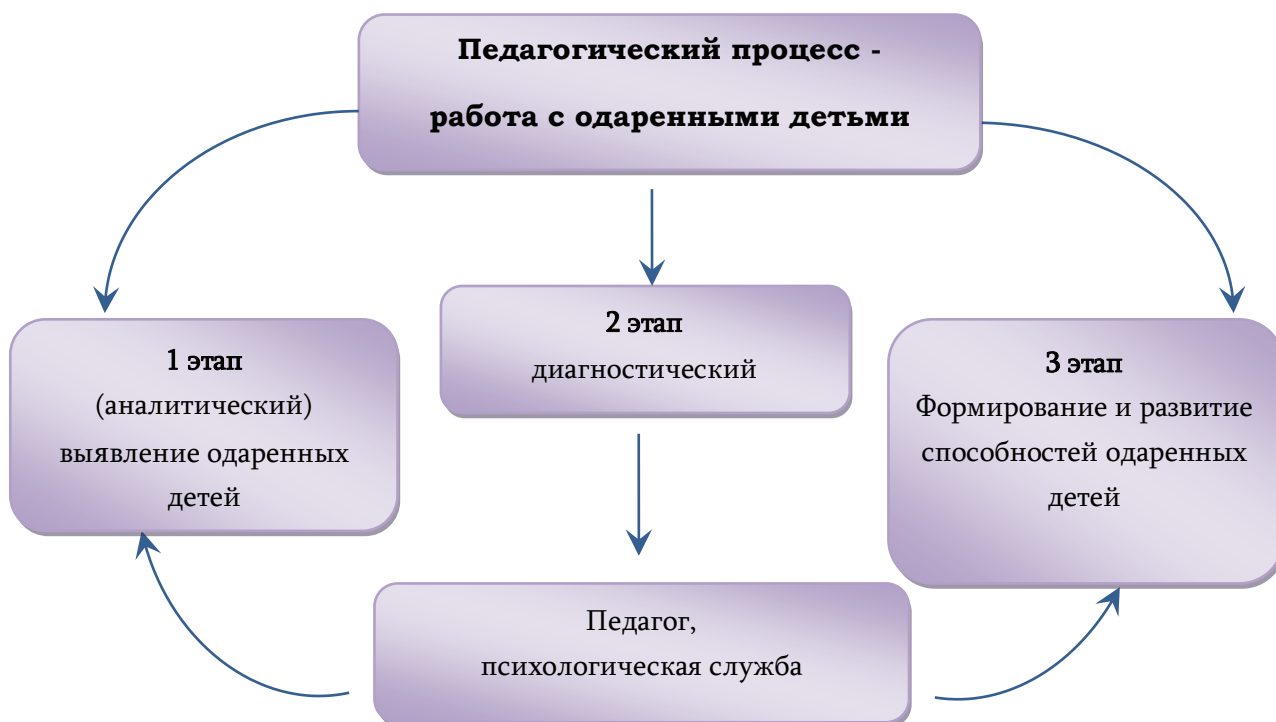 Педагогический процесс -
работа с одаренными детьми
1 этап
(аналитический)
выявление одаренных
детей
2 этап
диагностический
3 этап
Формирование и развитие
способностей одаренных
детей
Педагог,
психологическая служба